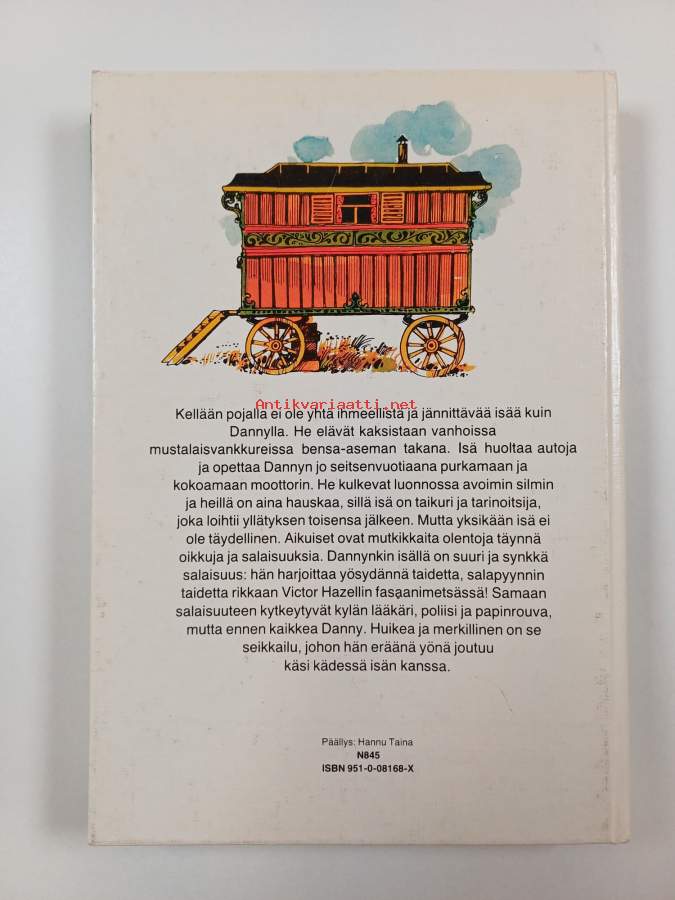 Antikvariaatti.net
Kellään pojalla ei ole yhtä ihmeellistä ja jännittävää isää kuin
Dannylla. He elävät kaksistaan vanhoissa
mustalaisvankkureissa bensa-aseman takana. Isä huoltaa autoja
ja opettaa Dannyn jo seitsenvuotiaana purkamaan ja
kokoamaan moottorin. He kulkevat luonnossa avoimin silmin
ja heillä on aina hauskaa, sillä isä on taikuri ja tarinoitsija,
joka loihtii yllätyksen toisensa jälkeen. Mutta yksikään isä ei
ole täydellinen. Aikuiset ovat mutkikkaita olentoja täynnä
oikkuja ja salaisuuksia. Dannynkin isällä on suuri ja synkkä
salaisuus: hän harjoittaa yösydännä taidetta, salapyynnin
taidetta rikkaan Victor Hazellin fasaanimetsässä! Samaan
salaisuuteen kytkeytyvät kylän lääkäri, poliisi ja papinrouva,
mutta ennen kaikkea Danny. Huikea ja merkillinen on se
seikkailu, johon hän eräänä yönä joutuu
käsi kädessä isän kanssa.
Päällys: Hannu Taina
N845
ISBN 951-0-08168-X